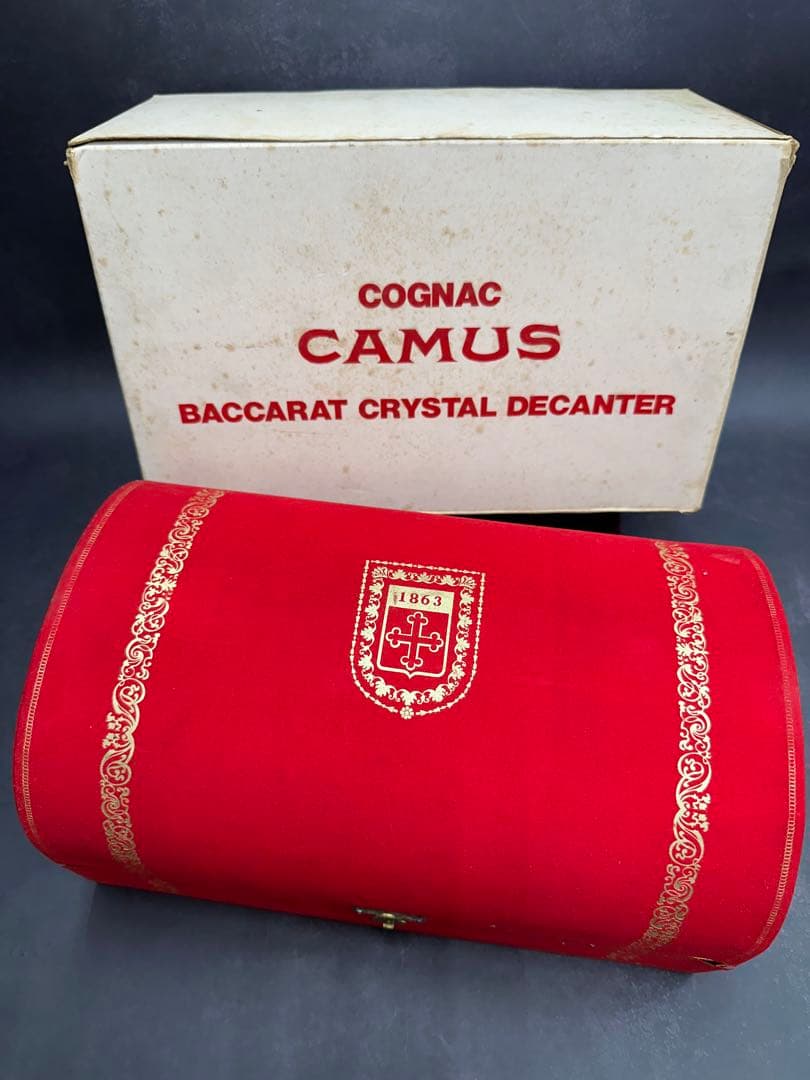 COGNAC
CAMUS
BACCARAT CRYSTAL DECANTER
1863